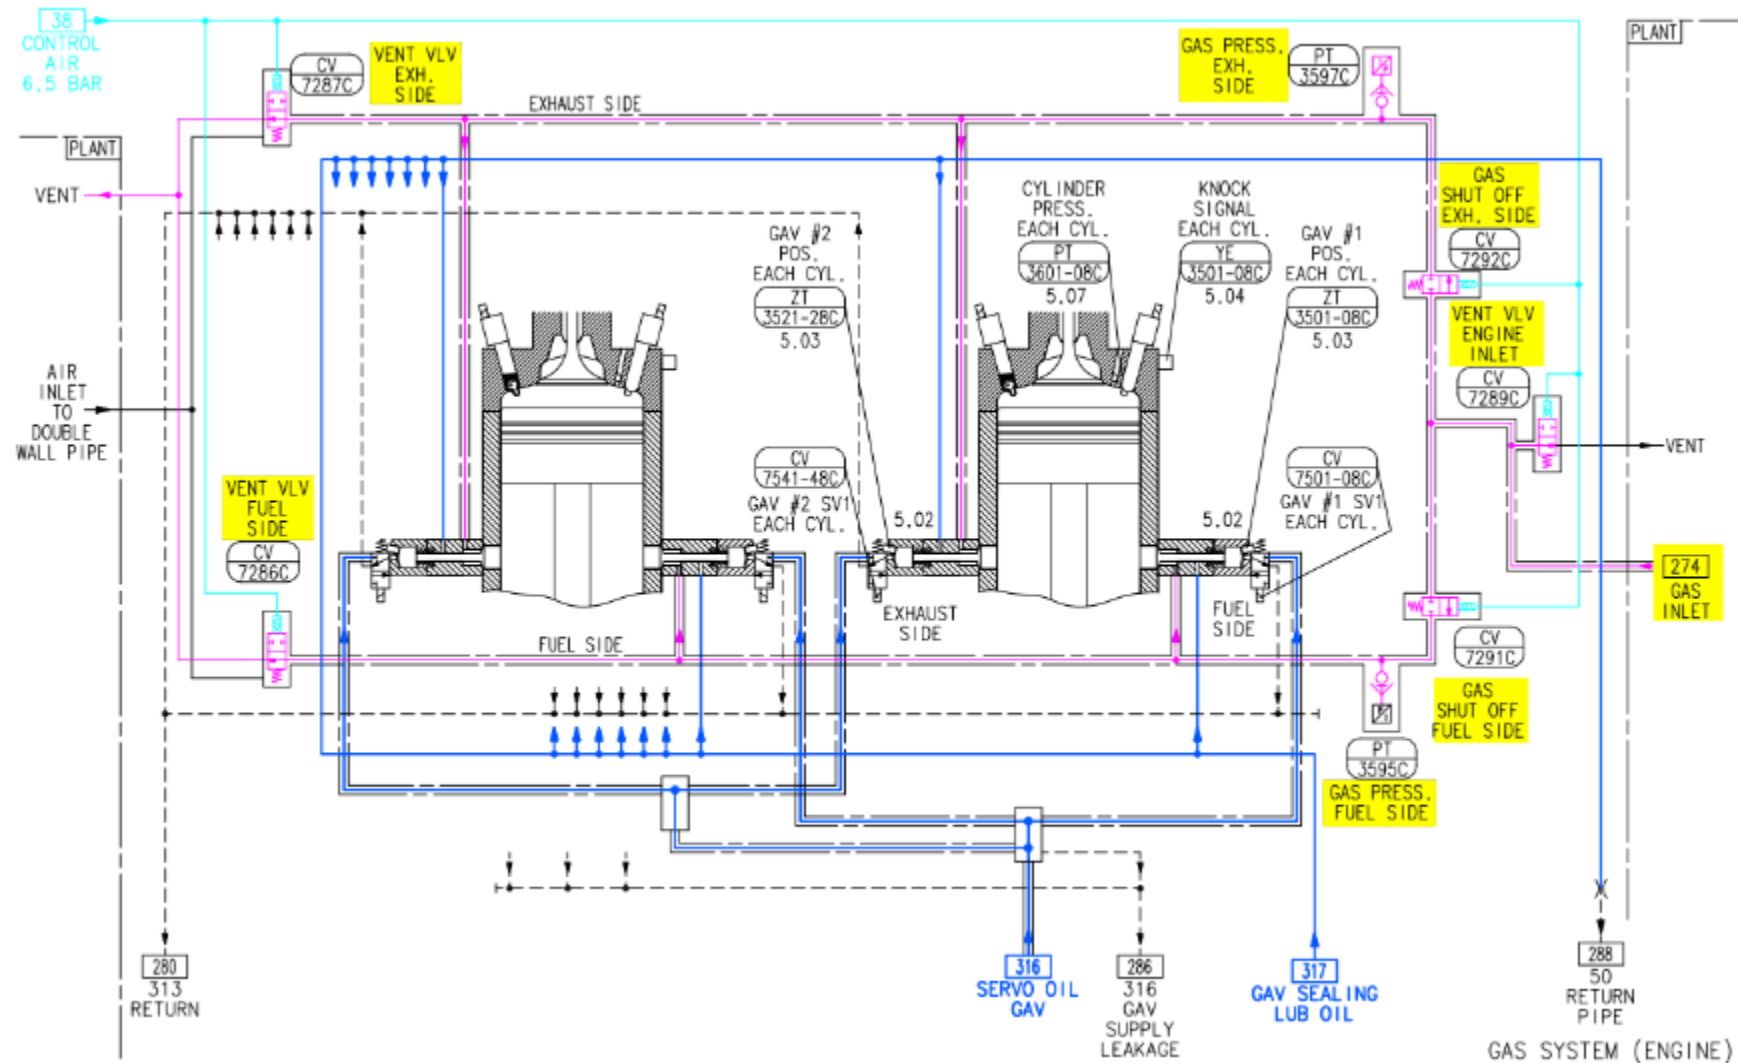 38
CONTROL
AIR
6.5 BAR
CV
7287C
VENT VLV
EXH.
SIDE
EXHAUST SIDE
GAS PRESS.
EXH.
SIDE
PT
3597C
PLANT
PLANT
VENT
GAV #2
POS.
EACH CYL.
ZT
3521-28C
5.03
CYLINDER
PRESS.
EACH CYL.
PT
3601-08C
5.07
KNOCK
SIGNAL
EACH CYL.
YE
3501-08C
5.04
GAV #1
POS.
EACH CYL.
ZT
3501-08C
5.03
GAS
SHUT OFF
EXH. SIDE
CV
7292C
VENT VLV
ENGINE
INLET
CV
7289C
VENT
AIR
INLET
TO
DOUBLE
WALL PIPE
VENT VLV
FUEL
SIDE
CV
7286C
CV
7541-48C
GAV #2 SV1
EACH CYL.
5.02
5.02
CV
7501-08C
GAV #1 SV1
EACH CYL.
274
GAS
INLET
EXHAUST
SIDE
FUEL
SIDE
FUEL SIDE
CV
7291C
GAS
SHUT OFF
FUEL SIDE
PT
3595C
GAS PRESS.
FUEL SIDE
280
313
RETURN
316
SERVO OIL
GAV
286
316
GAV
SUPPLY
LEAKAGE
317
GAV SEALING
LUB OIL
288
50
RETURN
PIPE
GAS SYSTEM (ENGINE)